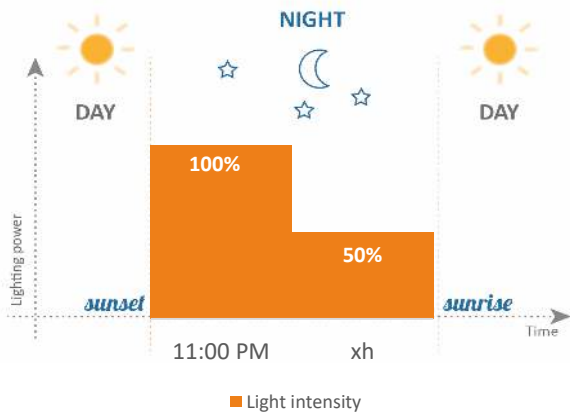 NIGHT
DAY
DAY
100%
50%
Lighting power
sunset
sunrise
Time
11:00 PM
xh
Light intensity